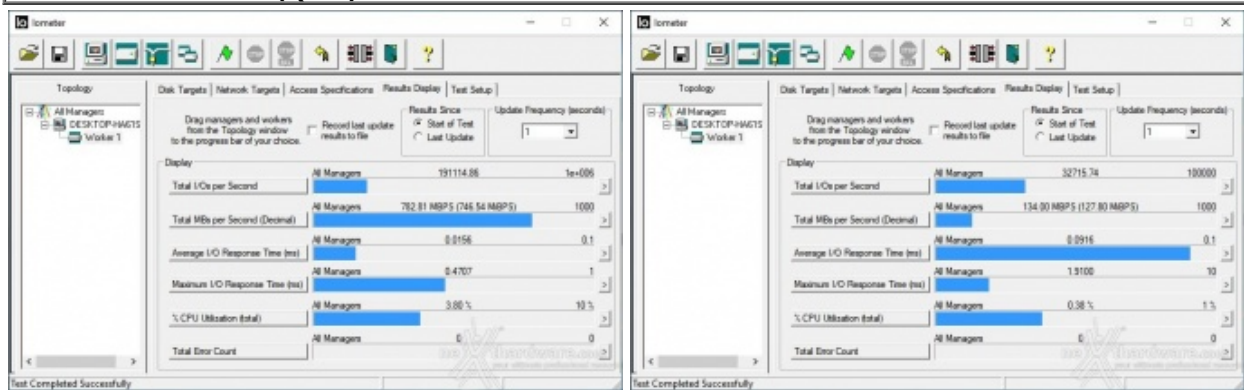 Iometer
Topology
All Managers
Worker 1
Disk Targets
Network Targets
Access Specifications
Results Display
Test Setup
Drag managers and workers
from the Topology window
to the progress bar of your choice.
Record last update
results to file
Results Since
Start of Test
Last Update
Update Frequency (seconds)
1
Display
All Managers 191114.86 1e+006
Total I/Os per Second
All Managers 782.81 MBPS (746.54 MiBPS) 1000
Total MBs per Second (Decimal)
All Managers 0.0156 0.1
Average I/O Response Time (ms)
All Managers 0.4707 1
Maximum I/O Response Time (ms)
All Managers 3.80 % 10 %
% CPU Utilization (total)
All Managers 0 0
Total Error Count
Test Completed Successfully
Iometer
Topology
All Managers
Worker 1
Disk Targets
Network Targets
Access Specifications
Results Display
Test Setup
Drag managers and workers
from the Topology window
to the progress bar of your choice.
Record last update
results to file
Results Since
Start of Test
Last Update
Update Frequency (seconds)
1
Display
All Managers 32715.74 100000
Total I/Os per Second
All Managers 134.00 MBPS (127.80 MiBPS) 1000
Total MBs per Second (Decimal)
All Managers 0.0916 0.1
Average I/O Response Time (ms)
All Managers 1.9100 10
Maximum I/O Response Time (ms)
All Managers 0.38 % 1 %
% CPU Utilization (total)
All Managers 0 0
Total Error Count
Test Completed Successfully